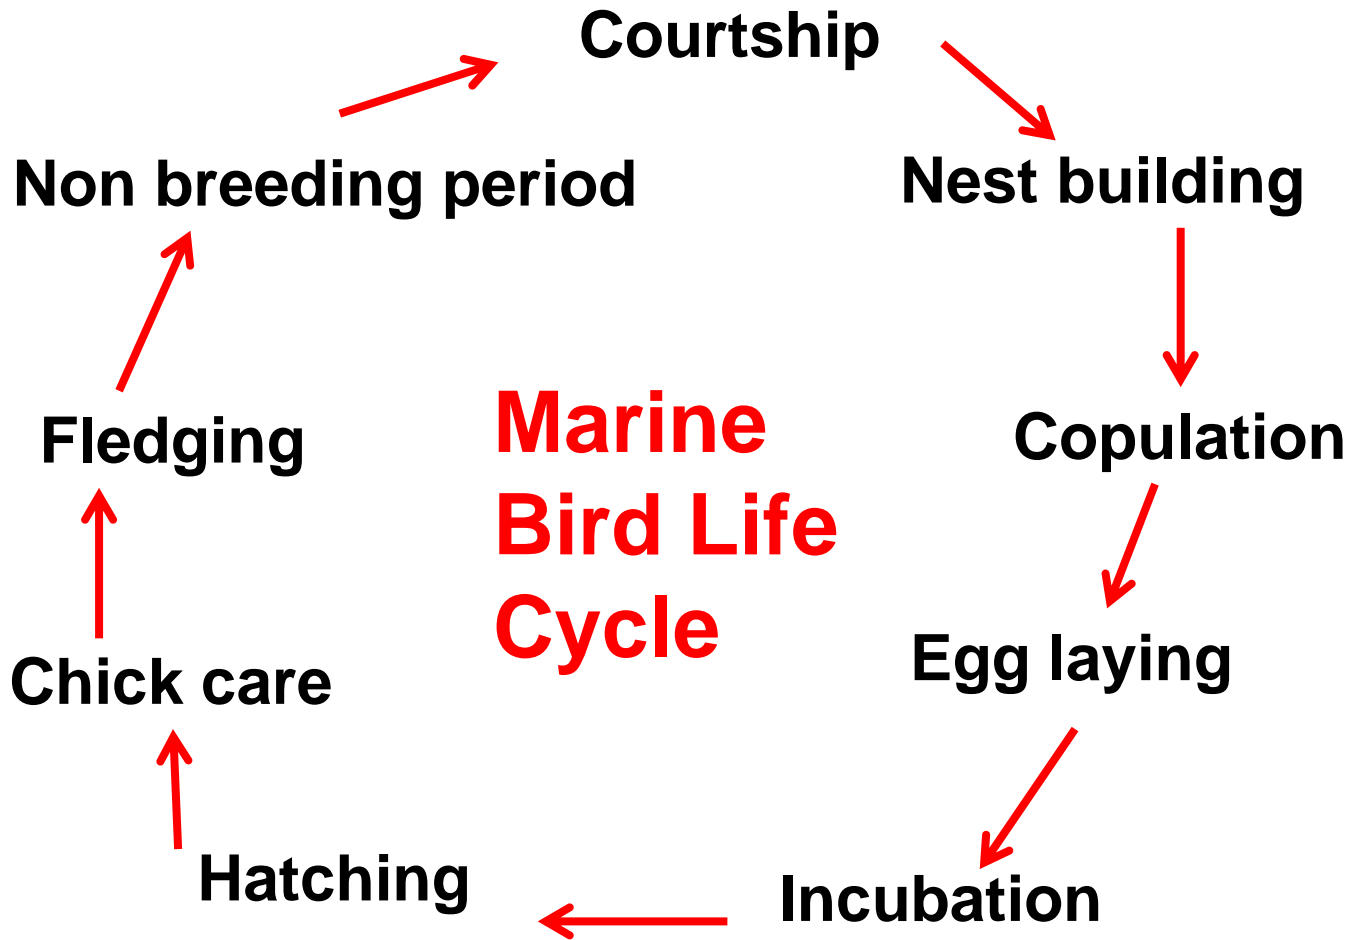 Courtship
Non breeding period
Nest building
Fledging
Marine
Bird Life
Cycle
Copulation
Chick care
Egg laying
Hatching
Incubation